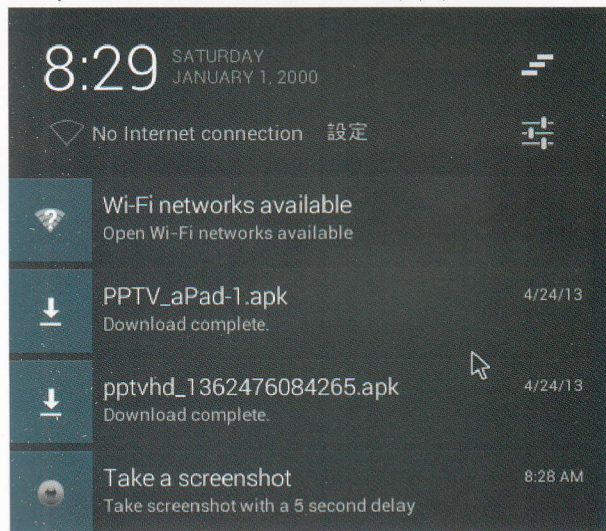 8:29 SATURDAY
JANUARY 1, 2000
No Internet connection 設定
Wi-Fi networks available
Open Wi-Fi networks available
PPTV_aPad-1.apk 4/24/13
Download complete.
pptvhd_1362476084265.apk 4/24/13
Download complete.
Take a screenshot 8:28 AM
Take screenshot with a 5 second delay